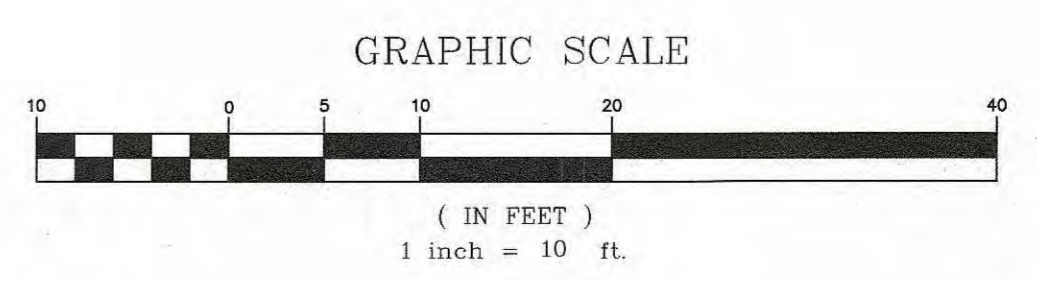 GRAPHIC SCALE
10 0 5 10 20 40
( IN FEET )
1 inch = 10 ft.